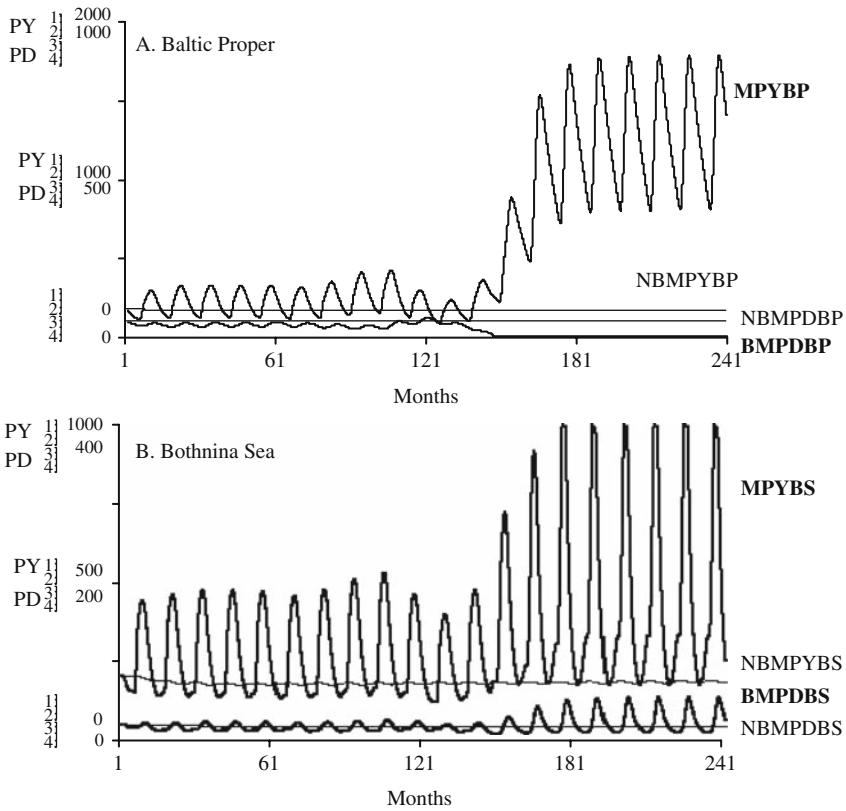 PY 1] 2000
2] 1000
PD 3]
4]
A. Baltic Proper
MPYBP
PY 1] 1000
2]
PD 3] 500
4]
NBMPYBP
1]
2] 0
3]
4] 0
NBMPDBP
BMPDBP
1 61 121 181 241
Months
PY 1] 1000
2]
PD 3] 400
4]
B. Bothnina Sea
MPYBS
PY 1] 500
2]
PD 3] 200
4]
NBMPYBS
BMPDBS
1]
2] 0
3]
4] 0
NBMPDBS
1 61 121 181 241
Months